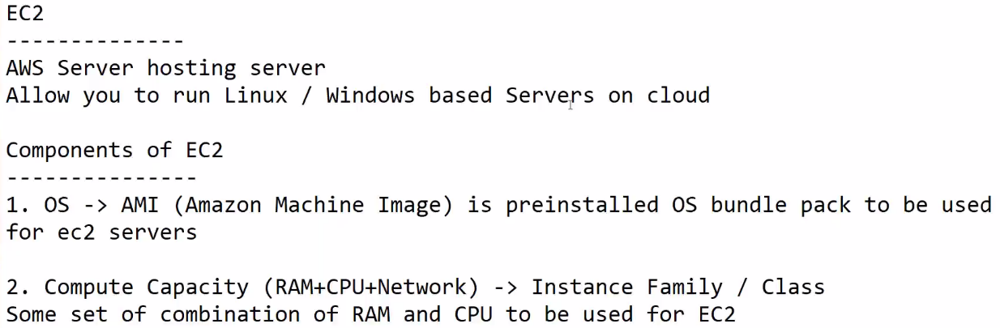 EC2
--------------
AWS Server hosting server
Allow you to run Linux / Windows based Servers on cloud
Components of EC2
---------------
1. OS -> AMI (Amazon Machine Image) is preinstalled OS bundle pack to be used
for ec2 servers
2. Compute Capacity (RAM+CPU+Network) -> Instance Family / Class
Some set of combination of RAM and CPU to be used for EC2